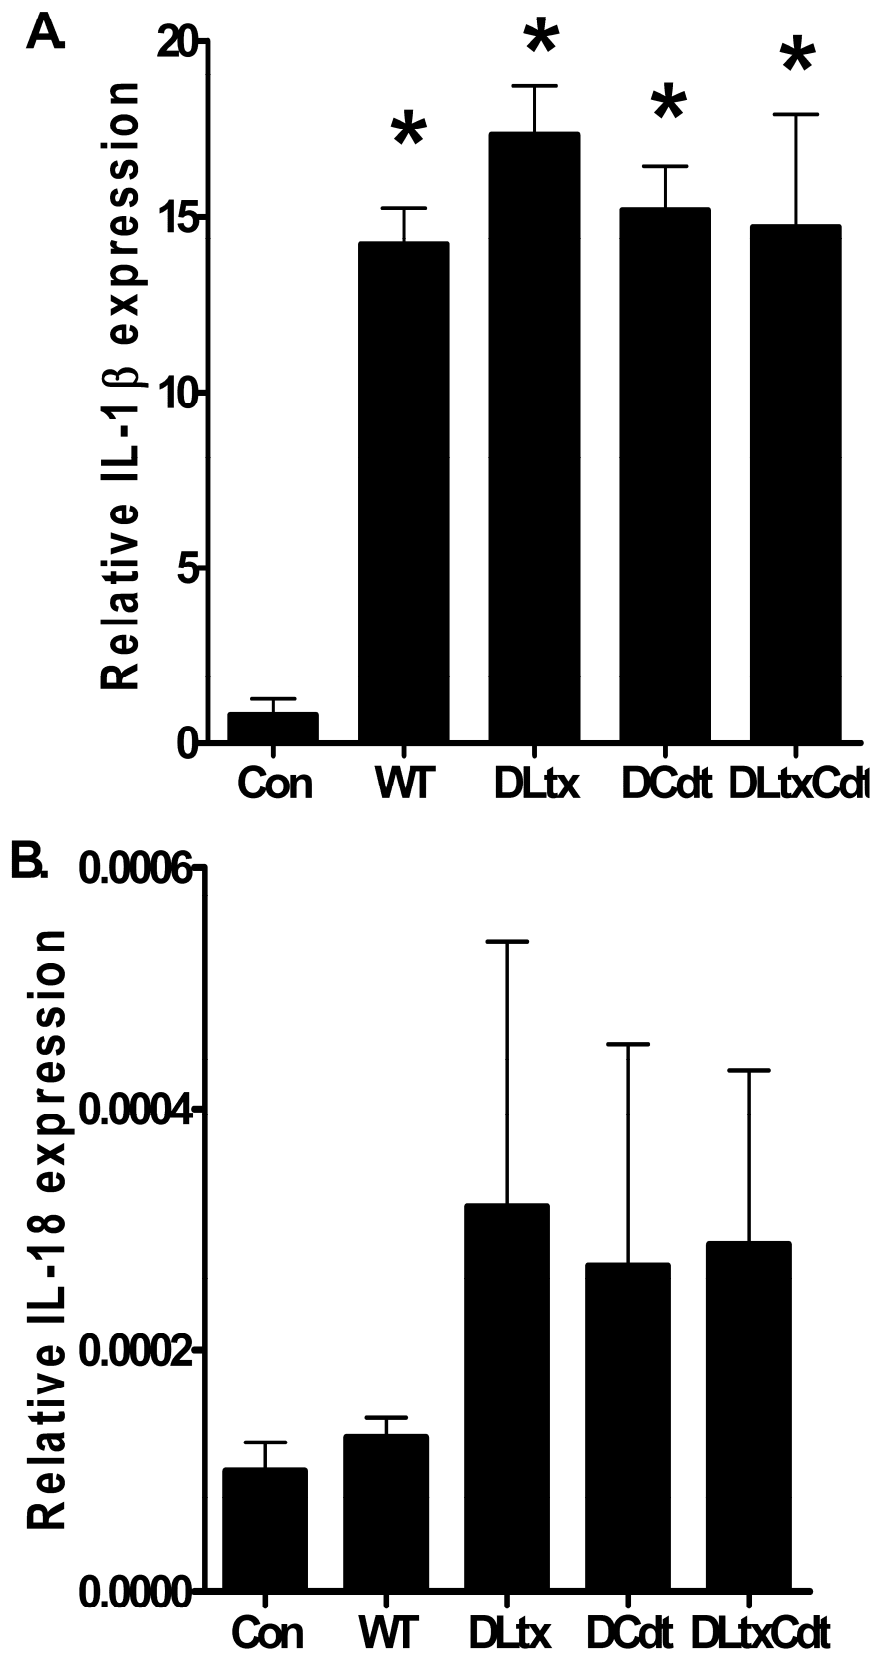 A.
Relative IL-1β expression
20
15
10
5
0
* * * *
Con WT DLtx DCdt DLtxCdt
B.
Relative IL-18 expression
0.0006
0.0004
0.0002
0.0000
Con WT DLtx DCdt DLtxCdt